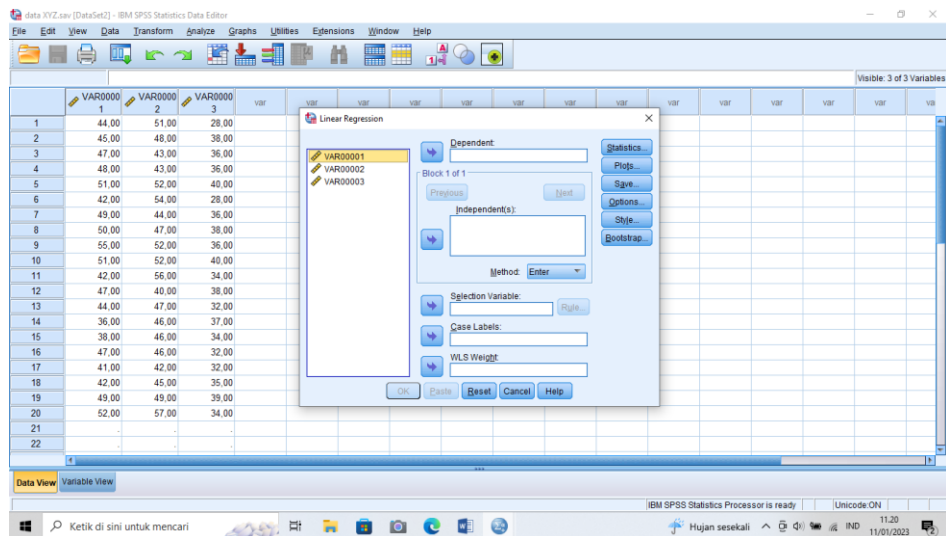 data XYZ.sav [DataSet2] - IBM SPSS Statistics Data Editor
File Edit View Data Transform Analyze Graphs Utilities Extensions Window Help
Visible: 3 of 3 Variables
VAR00001 VAR00002 VAR00003 var var var var var var var var var var var var var va
1 44,00 51,00 28,00
2 45,00 48,00 38,00
3 47,00 43,00 36,00
4 48,00 43,00 36,00
5 51,00 52,00 40,00
6 42,00 54,00 28,00
7 49,00 44,00 36,00
8 50,00 47,00 38,00
9 55,00 52,00 36,00
10 51,00 52,00 40,00
11 42,00 56,00 34,00
12 47,00 40,00 38,00
13 44,00 47,00 32,00
14 36,00 46,00 37,00
15 38,00 46,00 34,00
16 47,00 46,00 32,00
17 41,00 42,00 32,00
18 42,00 45,00 35,00
19 49,00 49,00 39,00
20 52,00 57,00 34,00
21 . . .
22 . . .
Linear Regression
VAR00001
VAR00002
VAR00003
Dependent:
Block 1 of 1
Previous Next
Independent(s):
Method: Enter
Selection Variable:
Rule...
Case Labels:
WLS Weight:
Statistics...
Plots...
Save...
Options...
Style...
Bootstrap...
OK Paste Reset Cancel Help
Data View Variable View
IBM SPSS Statistics Processor is ready Unicode:ON
Ketik di sini untuk mencari
Hujan sesekali IND 11.20
11/01/2023
2